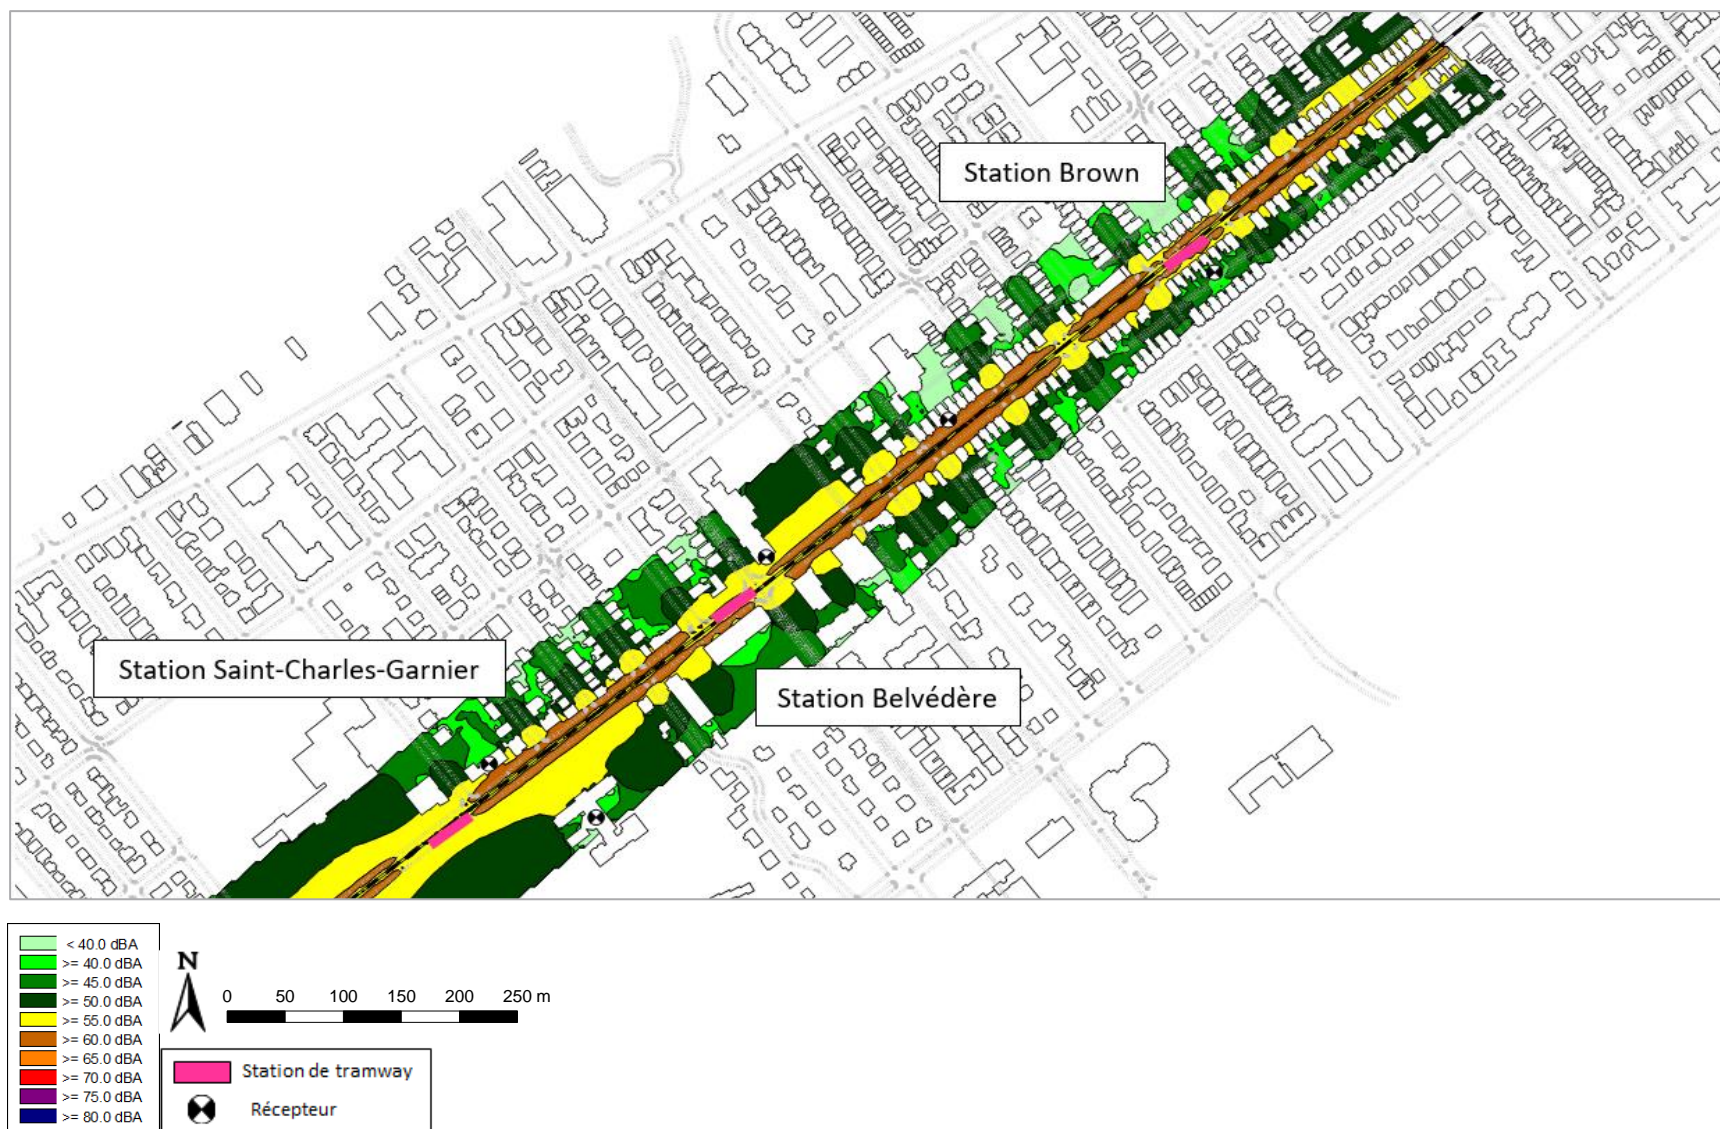 Station Brown
Station Saint-Charles-Garnier
Station Belvédère
< 40.0 dBA
>= 40.0 dBA
>= 45.0 dBA
>= 50.0 dBA
>= 55.0 dBA
>= 60.0 dBA
>= 65.0 dBA
>= 70.0 dBA
>= 75.0 dBA
>= 80.0 dBA
N
0 50 100 150 200 250 m
Station de tramway
Récepteur